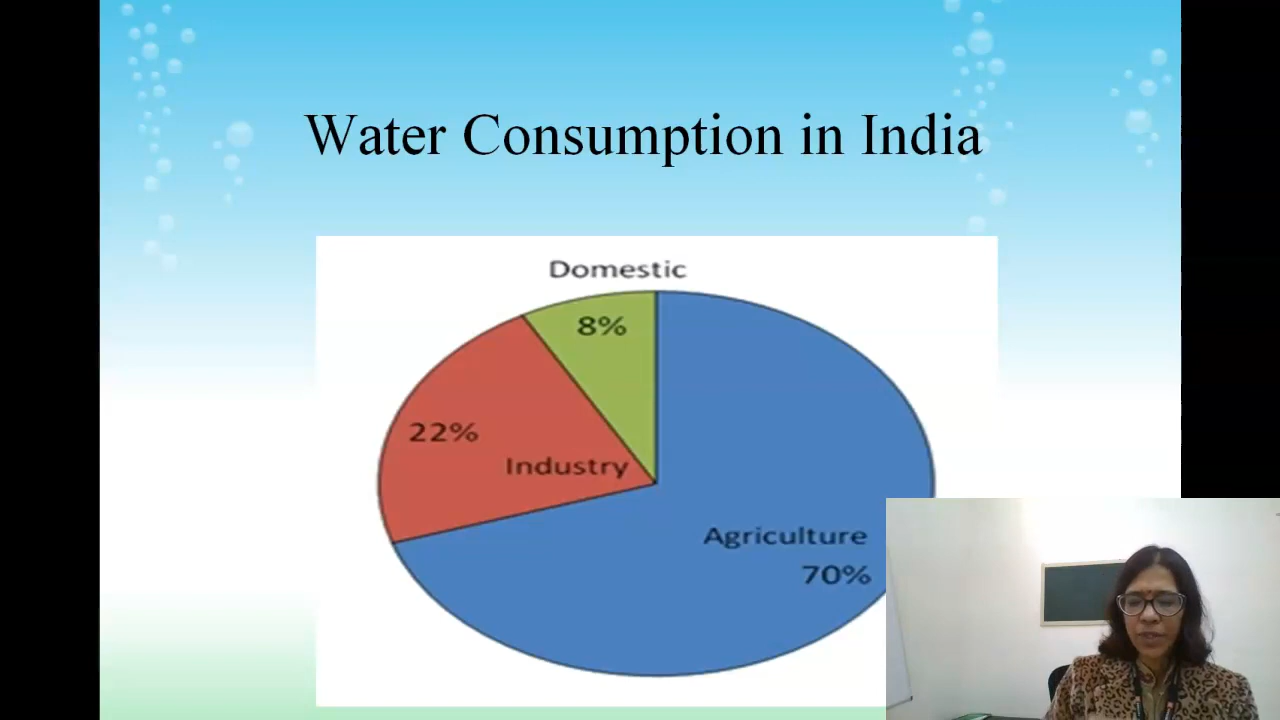 Water Consumption in India
Domestic
8%
22%
Industry
Agriculture
70%